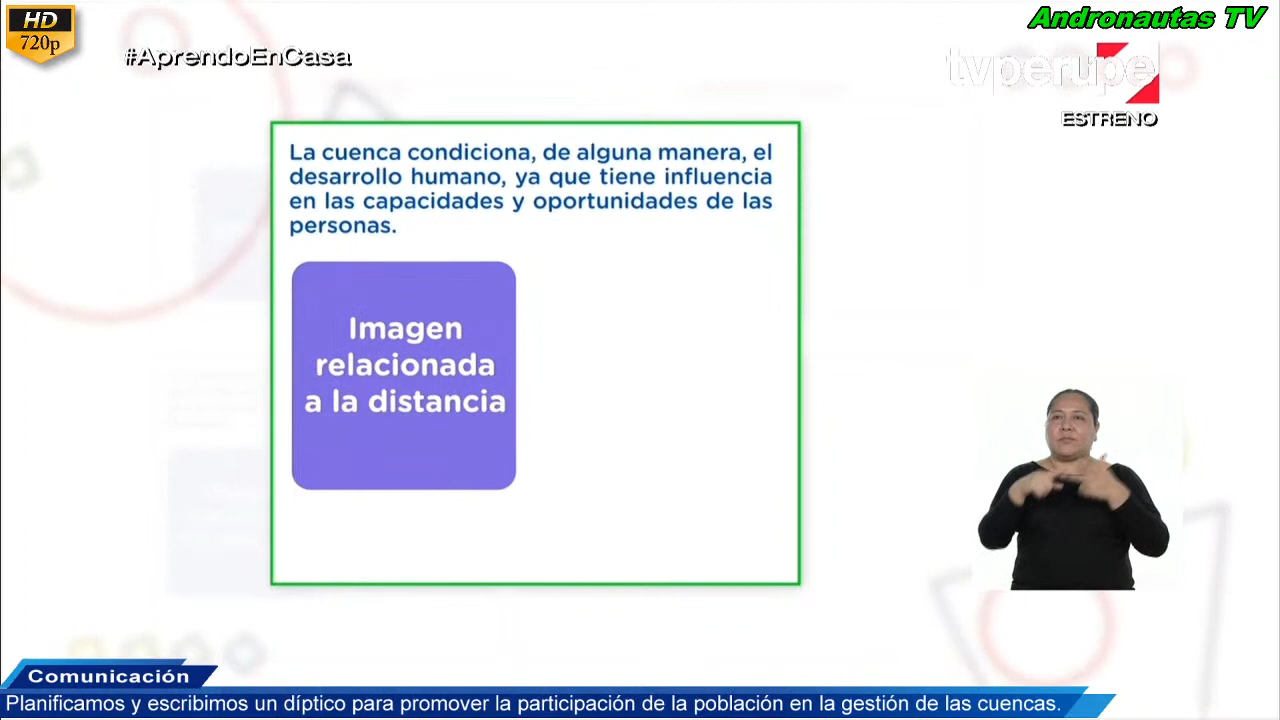 HD
720p
#AprendoEnCasa
Andronautas TV
tvperupe
ESTRENO
La cuenca condiciona, de alguna manera, el
desarrollo humano, ya que tiene influencia
en las capacidades y oportunidades de las
personas.
Imagen
relacionada
a la distancia
Comunicación
Planificamos y escribimos un díptico para promover la participación de la población en la gestión de las cuencas.